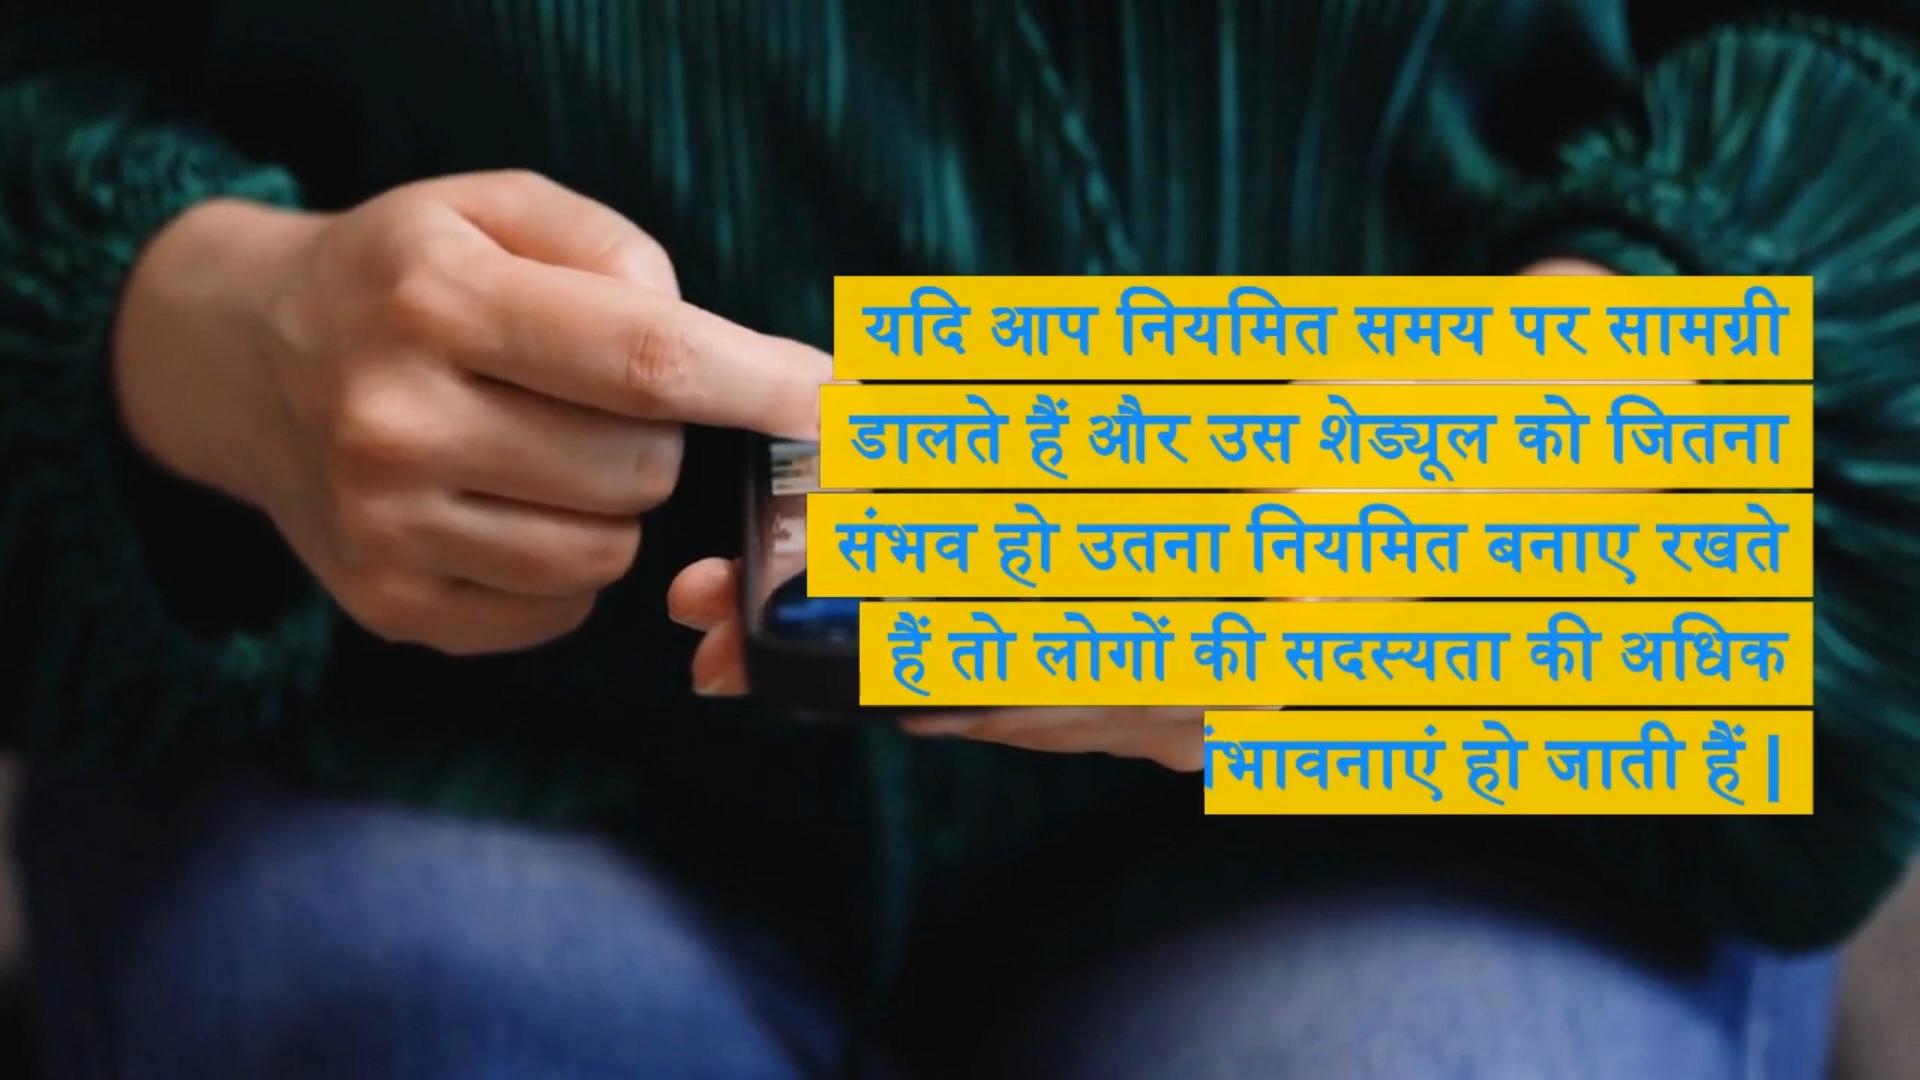 यदि आप नियमित समय पर सामग्री
डालते हैं और उस शेड्यूल को जितना
संभव हो उतना नियमित बनाए रखते
हैं तो लोगों की सदस्यता की अधिक
ंभावनाएं हो जाती हैं |